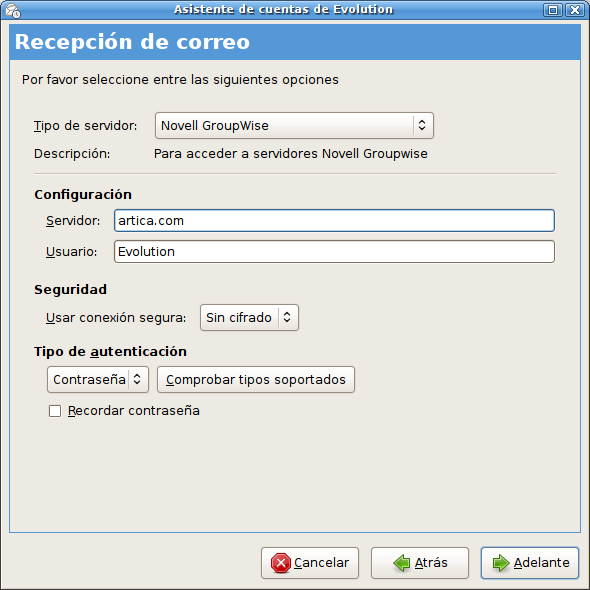 Asistente de cuentas de Evolution
Recepción de correo
Por favor seleccione entre las siguientes opciones
Tipo de servidor: Novell GroupWise
Descripción: Para acceder a servidores Novell Groupwise
Configuración
Servidor: artica.com
Usuario: Evolution
Seguridad
Usar conexión segura: Sin cifrado
Tipo de autenticación
Contraseña Comprobar tipos soportados
Recordar contraseña
Cancelar Atrás Adelante